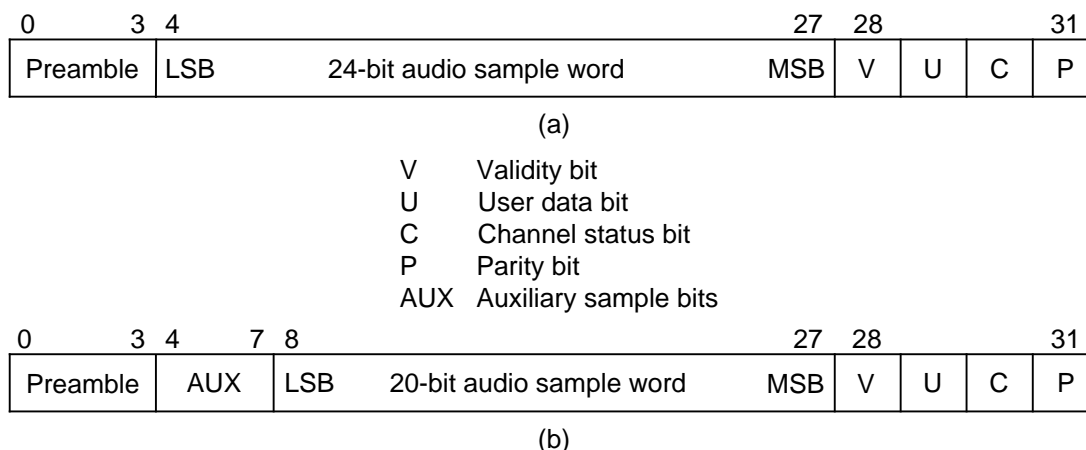 0 3 4 27 28 31
Preamble LSB 24-bit audio sample word MSB V U C P
(a)
V Validity bit
U User data bit
C Channel status bit
P Parity bit
AUX Auxiliary sample bits
0 3 4 7 8 27 28 31
Preamble AUX LSB 20-bit audio sample word MSB V U C P
(b)